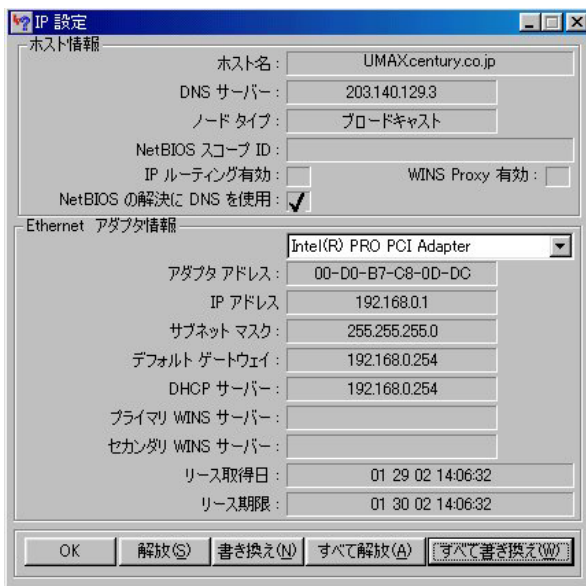 IP 設定
ホスト情報
ホスト名 : UMAX.century.co.jp
DNS サーバー : 203.140.129.3
ノード タイプ : ブロードキャスト
NetBIOS スコープ ID :
IP ルーティング有効 : WINS Proxy 有効 :
NetBIOS の解決に DNS を使用 :
Ethernet アダプタ情報
Intel(R) PRO PCI Adapter
アダプタ アドレス : 00-D0-B7-C8-0D-DC
IP アドレス 192.168.0.1
サブネット マスク : 255.255.255.0
デフォルト ゲートウェイ : 192.168.0.254
DHCP サーバー : 192.168.0.254
プライマリ WINS サーバー :
セカンダリ WINS サーバー :
リース取得日 : 01 29 02 14:06:32
リース期限 : 01 30 02 14:06:32
OK 解放(S) 書き換え(N) すべて解放(A) すべて書き換え(W)